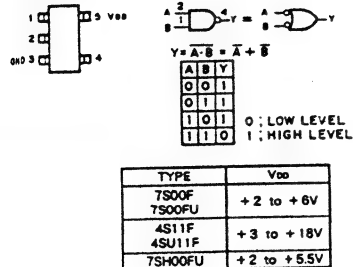 1 5 VDD
2
GND 3 4
A 2 4 Y = A Y
B 1 B
Y = A·B = A + B
A B Y
0 0 1
0 1 1
1 0 1
1 1 0
0 ; LOW LEVEL
1 ; HIGH LEVEL
TYPE VDD
7S00F
7S00FU
+2 to +6V
4S11F
4SU11F
+3 to +18V
7SH00FU +2 to +5.5V